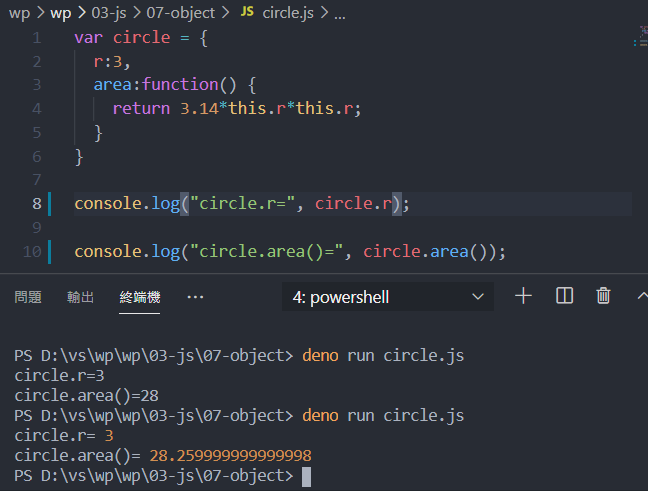 wp > wp > 03-js > 07-object > JS circle.js > ...
1 var circle = {
2   r:3,
3   area:function() {
4     return 3.14*this.r*this.r;
5   }
6 }
7
8 console.log("circle.r=", circle.r);
9
10 console.log("circle.area()=", circle.area());
問題 輸出 終端機 ··· 4: powershell
PS D:\vs\wp\wp\03-js\07-object> deno run circle.js
circle.r=3
circle.area()=28
PS D:\vs\wp\wp\03-js\07-object> deno run circle.js
circle.r= 3
circle.area()= 28.259999999999998
PS D:\vs\wp\wp\03-js\07-object>